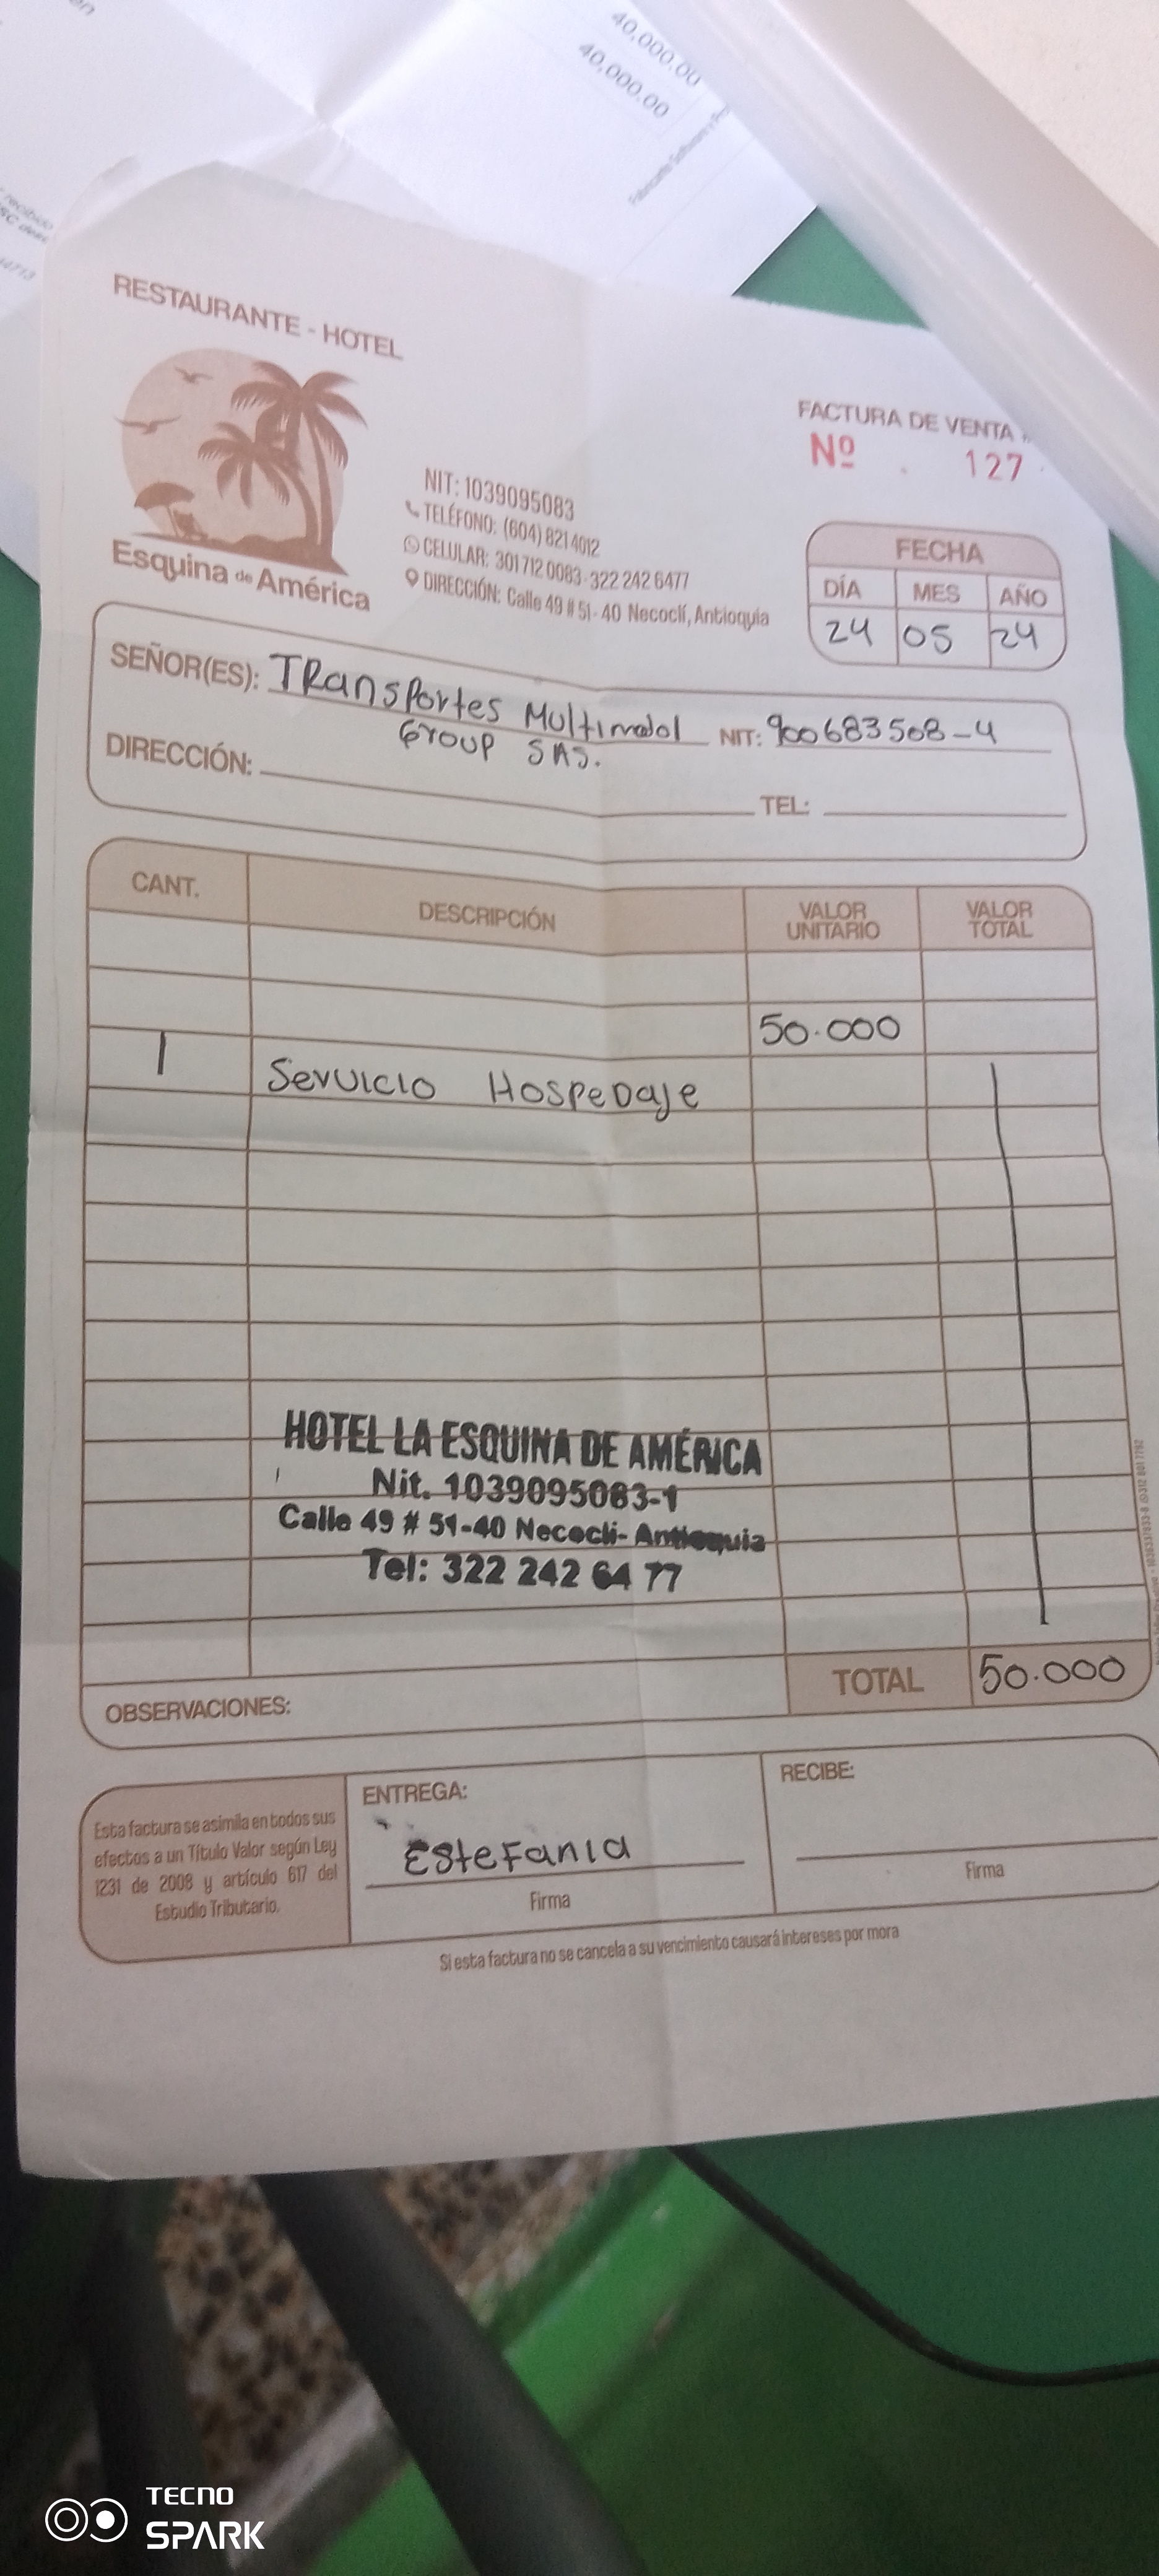 40,000.00
40,000.00
RESTAURANTE - HOTEL
Esquina de América
NIT: 1039095083
TELÉFONO: (604) 821 4012
CELULAR: 301 712 0083 - 322 242 6477
DIRECCIÓN: Calle 49 # 51 - 40 Necoclí, Antioquia
FACTURA DE VENTA
Nº 127
FECHA
DÍA MES AÑO
24 05 24
SEÑOR(ES): TRansportes Multimodol NIT: 900683508-4
Group SAS.
DIRECCIÓN: TEL:
CANT. DESCRIPCIÓN VALOR UNITARIO VALOR TOTAL
50.000
1 Servicio Hospedaje
HOTEL LA ESQUINA DE AMÉRICA
Nit. 1039095083-1
Calle 49 # 51-40 Necocli- Antioquia
Tel: 322 242 64 77
TOTAL 50.000
OBSERVACIONES:
Esta factura se asimila en todos sus
efectos a un Título Valor según Ley
1231 de 2008 y artículo 617 del
Estudio Tributario.
ENTREGA:
Estefania
Firma
RECIBE:
Firma
Si esta factura no se cancela a su vencimiento causará intereses por mora
TECNO
SPARK